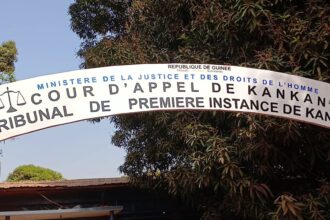 REPUBLIQUE DE GUINEE
MINISTERE DE LA JUSTICE ET DES DROITS DE L'HOMME
COUR D'APPEL DE KANKAN
TRIBUNAL DE PREMIERE INSTANCE DE KAN